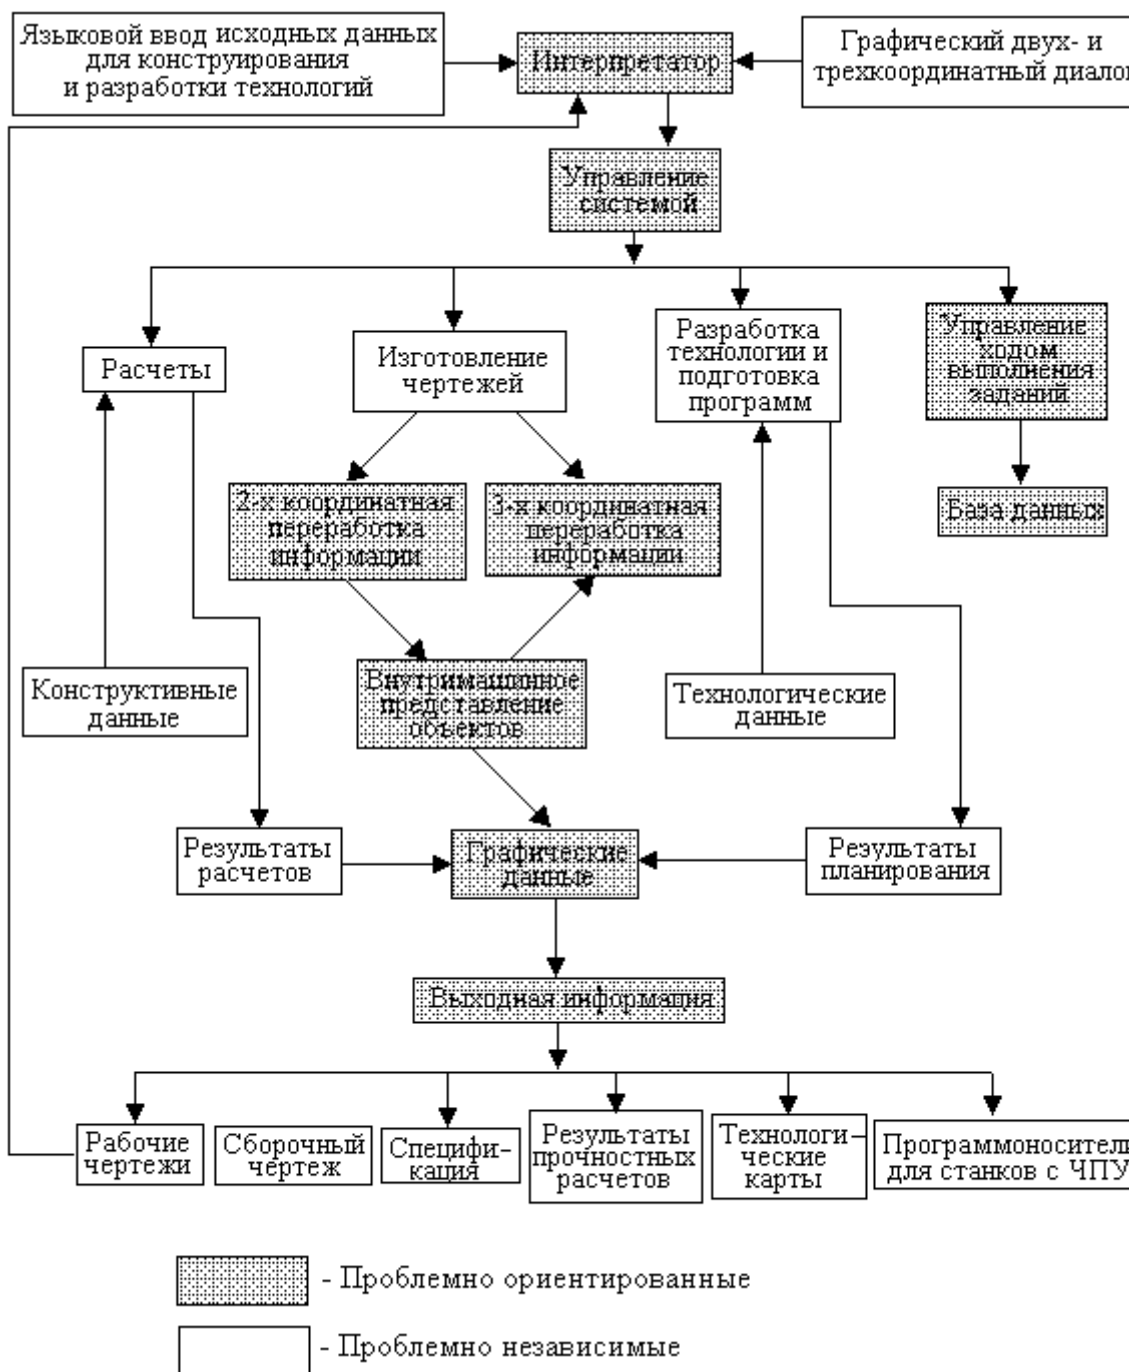 Языковой ввод исходных данных
для конструирования
и разработки технологий
Интерпретатор
Графический двух- и
трехкоординатный диалог
Управление
системой
Расчеты
Изготовление
чертежей
Разработка
технологии и
подготовка
программ
Управление
ходом
выполнения
заданий
2-х координатная
переработка
информации
3-х координатная
переработка
информации
База данных
Конструктивные
данные
Внутримашинное
представление
объектов
Технологические
данные
Результаты
расчетов
Графические
данные
Результаты
планирования
Выходная информация
Рабочие
чертежи
Сборочный
чертеж
Специфи-
кация
Результаты
прочностных
расчетов
Технологи-
ческие
карты
Программоносители
для станков с ЧПУ
- Проблемно ориентированные
- Проблемно независимые